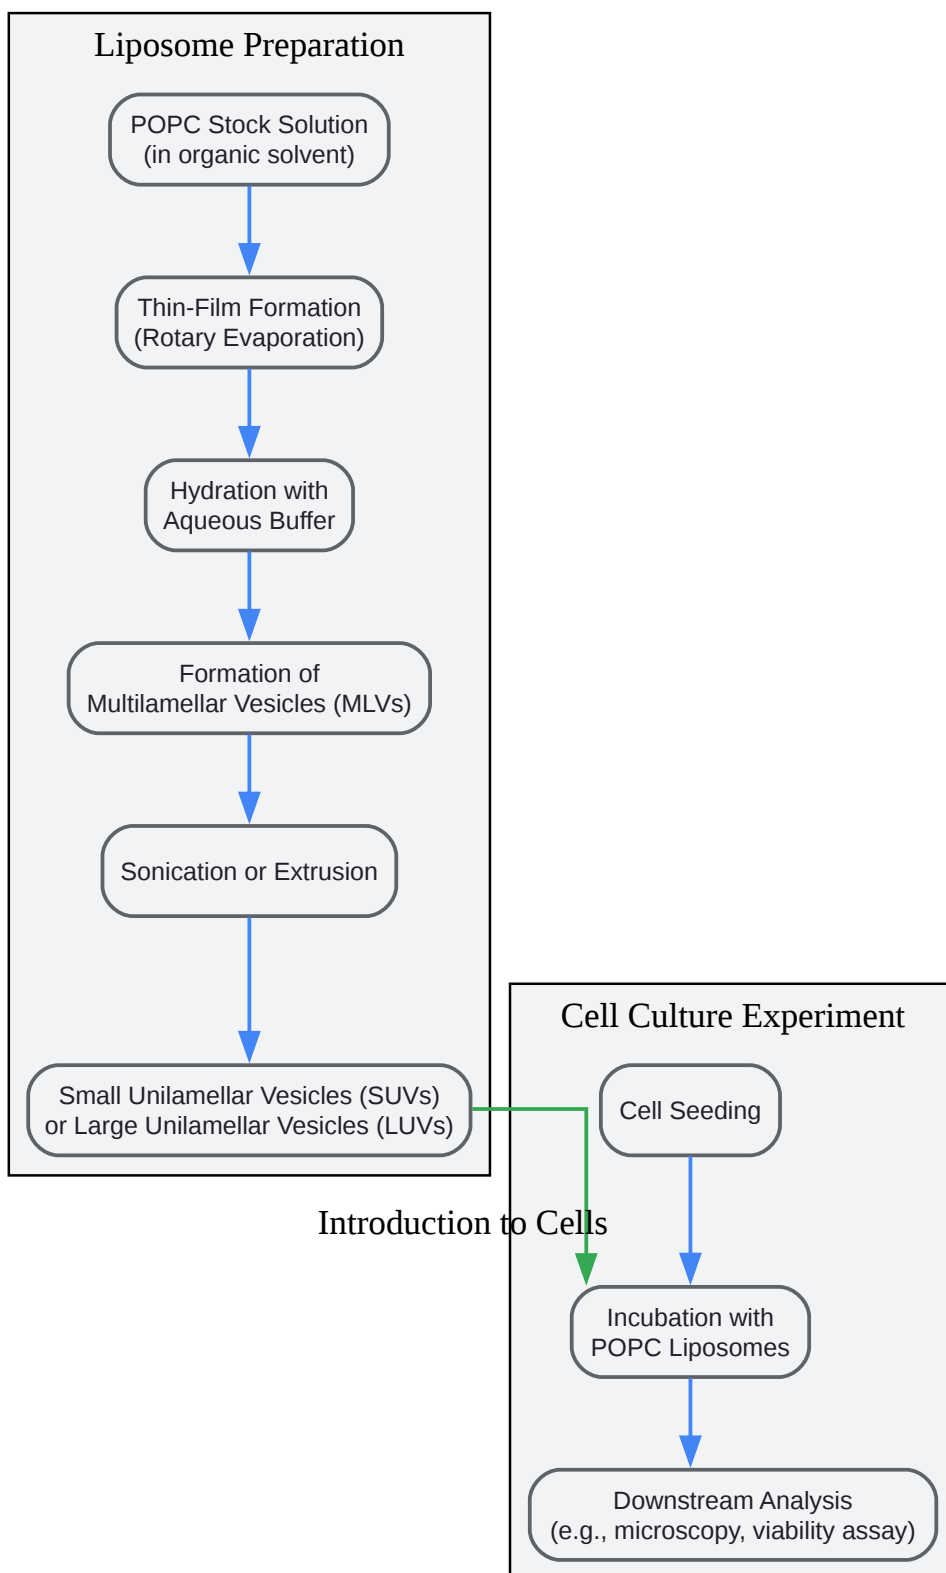 Liposome Preparation
POPC Stock Solution
(in organic solvent)
Thin-Film Formation
(Rotary Evaporation)
Hydration with
Aqueous Buffer
Formation of
Multilamellar Vesicles (MLVs)
Sonication or Extrusion
Small Unilamellar Vesicles (SUVs)
or Large Unilamellar Vesicles (LUVs)
Introduction to Cells
Cell Culture Experiment
Cell Seeding
Incubation with
POPC Liposomes
Downstream Analysis
(e.g., microscopy, viability assay)